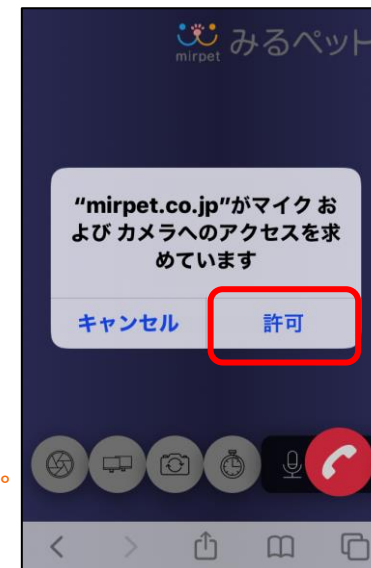 みるペット
mirpet
"mirpet.co.jp"がマイク お
よび カメラへのアクセスを求
めています
キャンセル 許可
。